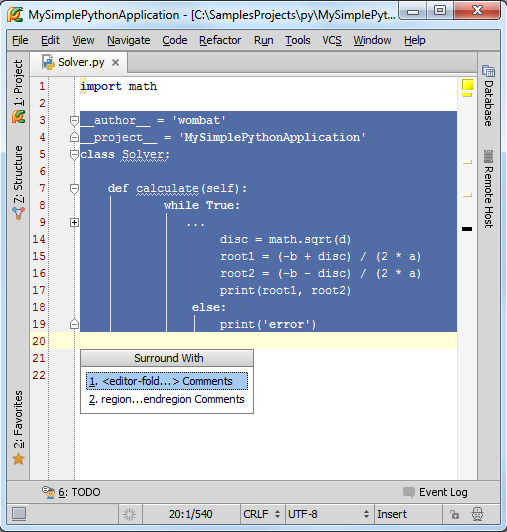 MySimplePythonApplication - [C:\SamplesProjects\py\MySimplePyt...
File Edit View Navigate Code Refactor Run Tools VCS Window Help
Solver.py
1: Project
7: Structure
2: Favorites
Database
Remote Host
1 import math
2
3 __author__ = 'wombat'
4 __project__ = 'MySimplePythonApplication'
5 class Solver:
6
7 def calculate(self):
8 while True:
9 ...
14 disc = math.sqrt(d)
15 root1 = (-b + disc) / (2 * a)
16 root2 = (-b - disc) / (2 * a)
17 print(root1, root2)
18 else:
19 print('error')
20
21
22
Surround With
1. <editor-fold...> Comments
2. region...endregion Comments
6: TODO
Event Log
20:1/540 CRLF UTF-8 Insert